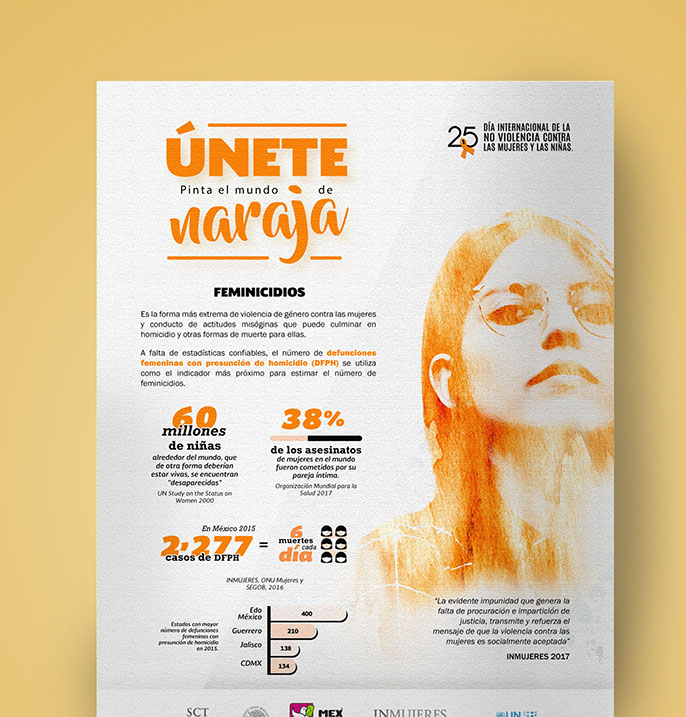 ÚNETE
Pinta el mundo de
naraja
25
DÍA INTERNACIONAL DE LA
NO VIOLENCIA CONTRA
LAS MUJERES Y LAS NIÑAS.
FEMINICIDIOS
Es la forma más extrema de violencia de género contra las mujeres
y conducto de actitudes misóginas que puede culminar en
homicidio y otras formas de muerte para ellas.
A falta de estadísticas confiables, el número de defunciones
femeninas con presunción de homicidio (DFPH) se utiliza
como el indicador más próximo para estimar el número de
feminicidios.
60
millones
de niñas
alrededor del mundo, que
de otra forma deberían
estar vivas, se encuentran
"desaparecidas"
UN Study on the Status on
Women 2000
38%
de los asesinatos
de mujeres en el mundo
fueron cometidos por su
pareja íntima.
Organización Mundial para la
Salud 2017
En México 2015
2,277
casos de DFPH
=
6
muertes
cada
día
INMUJERES, ONU Mujeres y
SEGOB, 2016
Estados con mayor
número de defunciones
femeninas con
presunción de homicidio
en 2015.
Edo
México
400
Guerrero
210
Jalisco
138
CDMX
134
"La evidente impunidad que genera la
falta de procuración e impartición de
justicia, transmite y refuerza el
mensaje de que la violencia contra las
mujeres es socialmente aceptada"
INMUJERES 2017
SCT
MEX
INMUJERES
UN